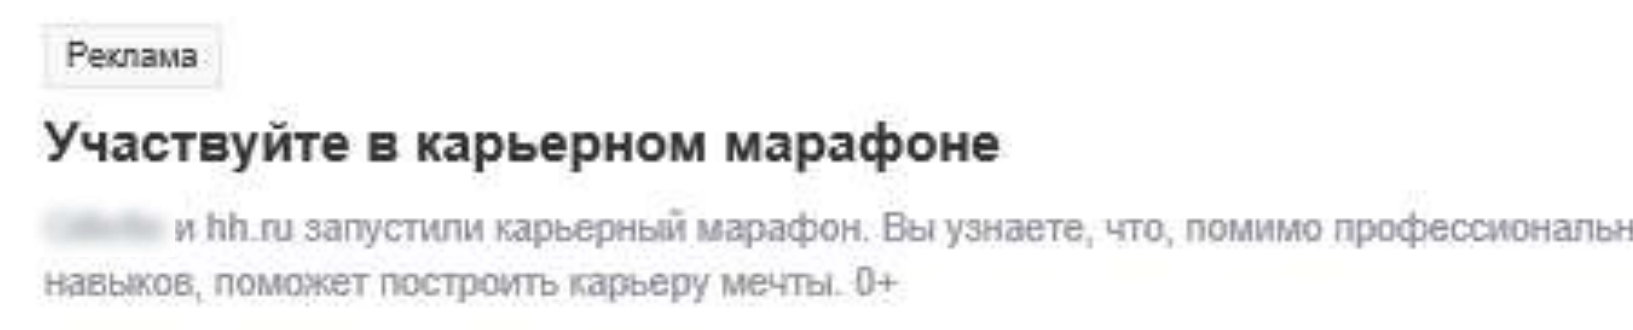 Реклама
Участвуйте в карьерном марафоне
и hh.ru запустили карьерный марафон. Вы узнаете, что, помимо профессиональн
навыков, поможет построить карьеру мечты. 0+